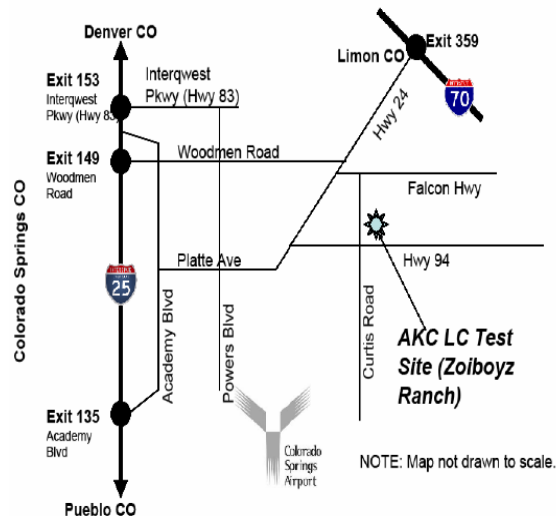 Denver CO
Exit 359
Limon CO
Exit 153
Interqwest
Pkwy (Hwy 83)
Interqwest
Pkwy (Hwy 83)
70
Hwy 24
Exit 149
Woodmen
Road
Woodmen Road
Falcon Hwy
Colorado Springs CO
Platte Ave
Hwy 94
25
Academy Blvd
Powers Blvd
Curtis Road
AKC LC Test
Site (Zoiboyz
Ranch)
Exit 135
Academy
Blvd
Colorado
Springs
Airport
NOTE: Map not drawn to scale.
Pueblo CO